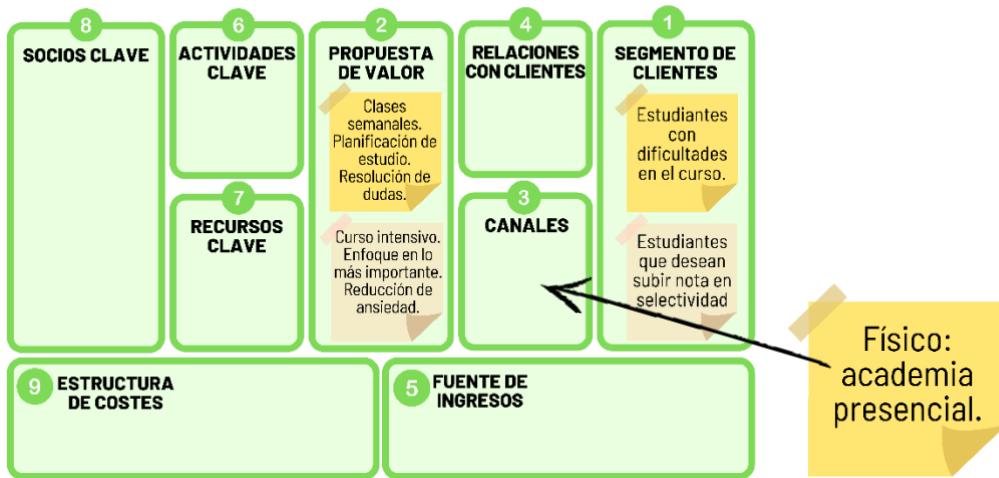 8
SOCIOS CLAVE
6
ACTIVIDADES
CLAVE
7
RECURSOS
CLAVE
2
PROPUESTA
DE VALOR
Clases
semanales.
Planificación de
estudio.
Resolución de
dudas.
Curso intensivo.
Enfoque en lo
más importante.
Reducción de
ansiedad.
4
RELACIONES
CON CLIENTES
3
CANALES
1
SEGMENTO DE
CLIENTES
Estudiantes
con
dificultades
en el curso.
Estudiantes
que desean
subir nota en
selectividad
Físico:
academia
presencial.
9
ESTRUCTURA
DE COSTES
5
FUENTE DE
INGRESOS